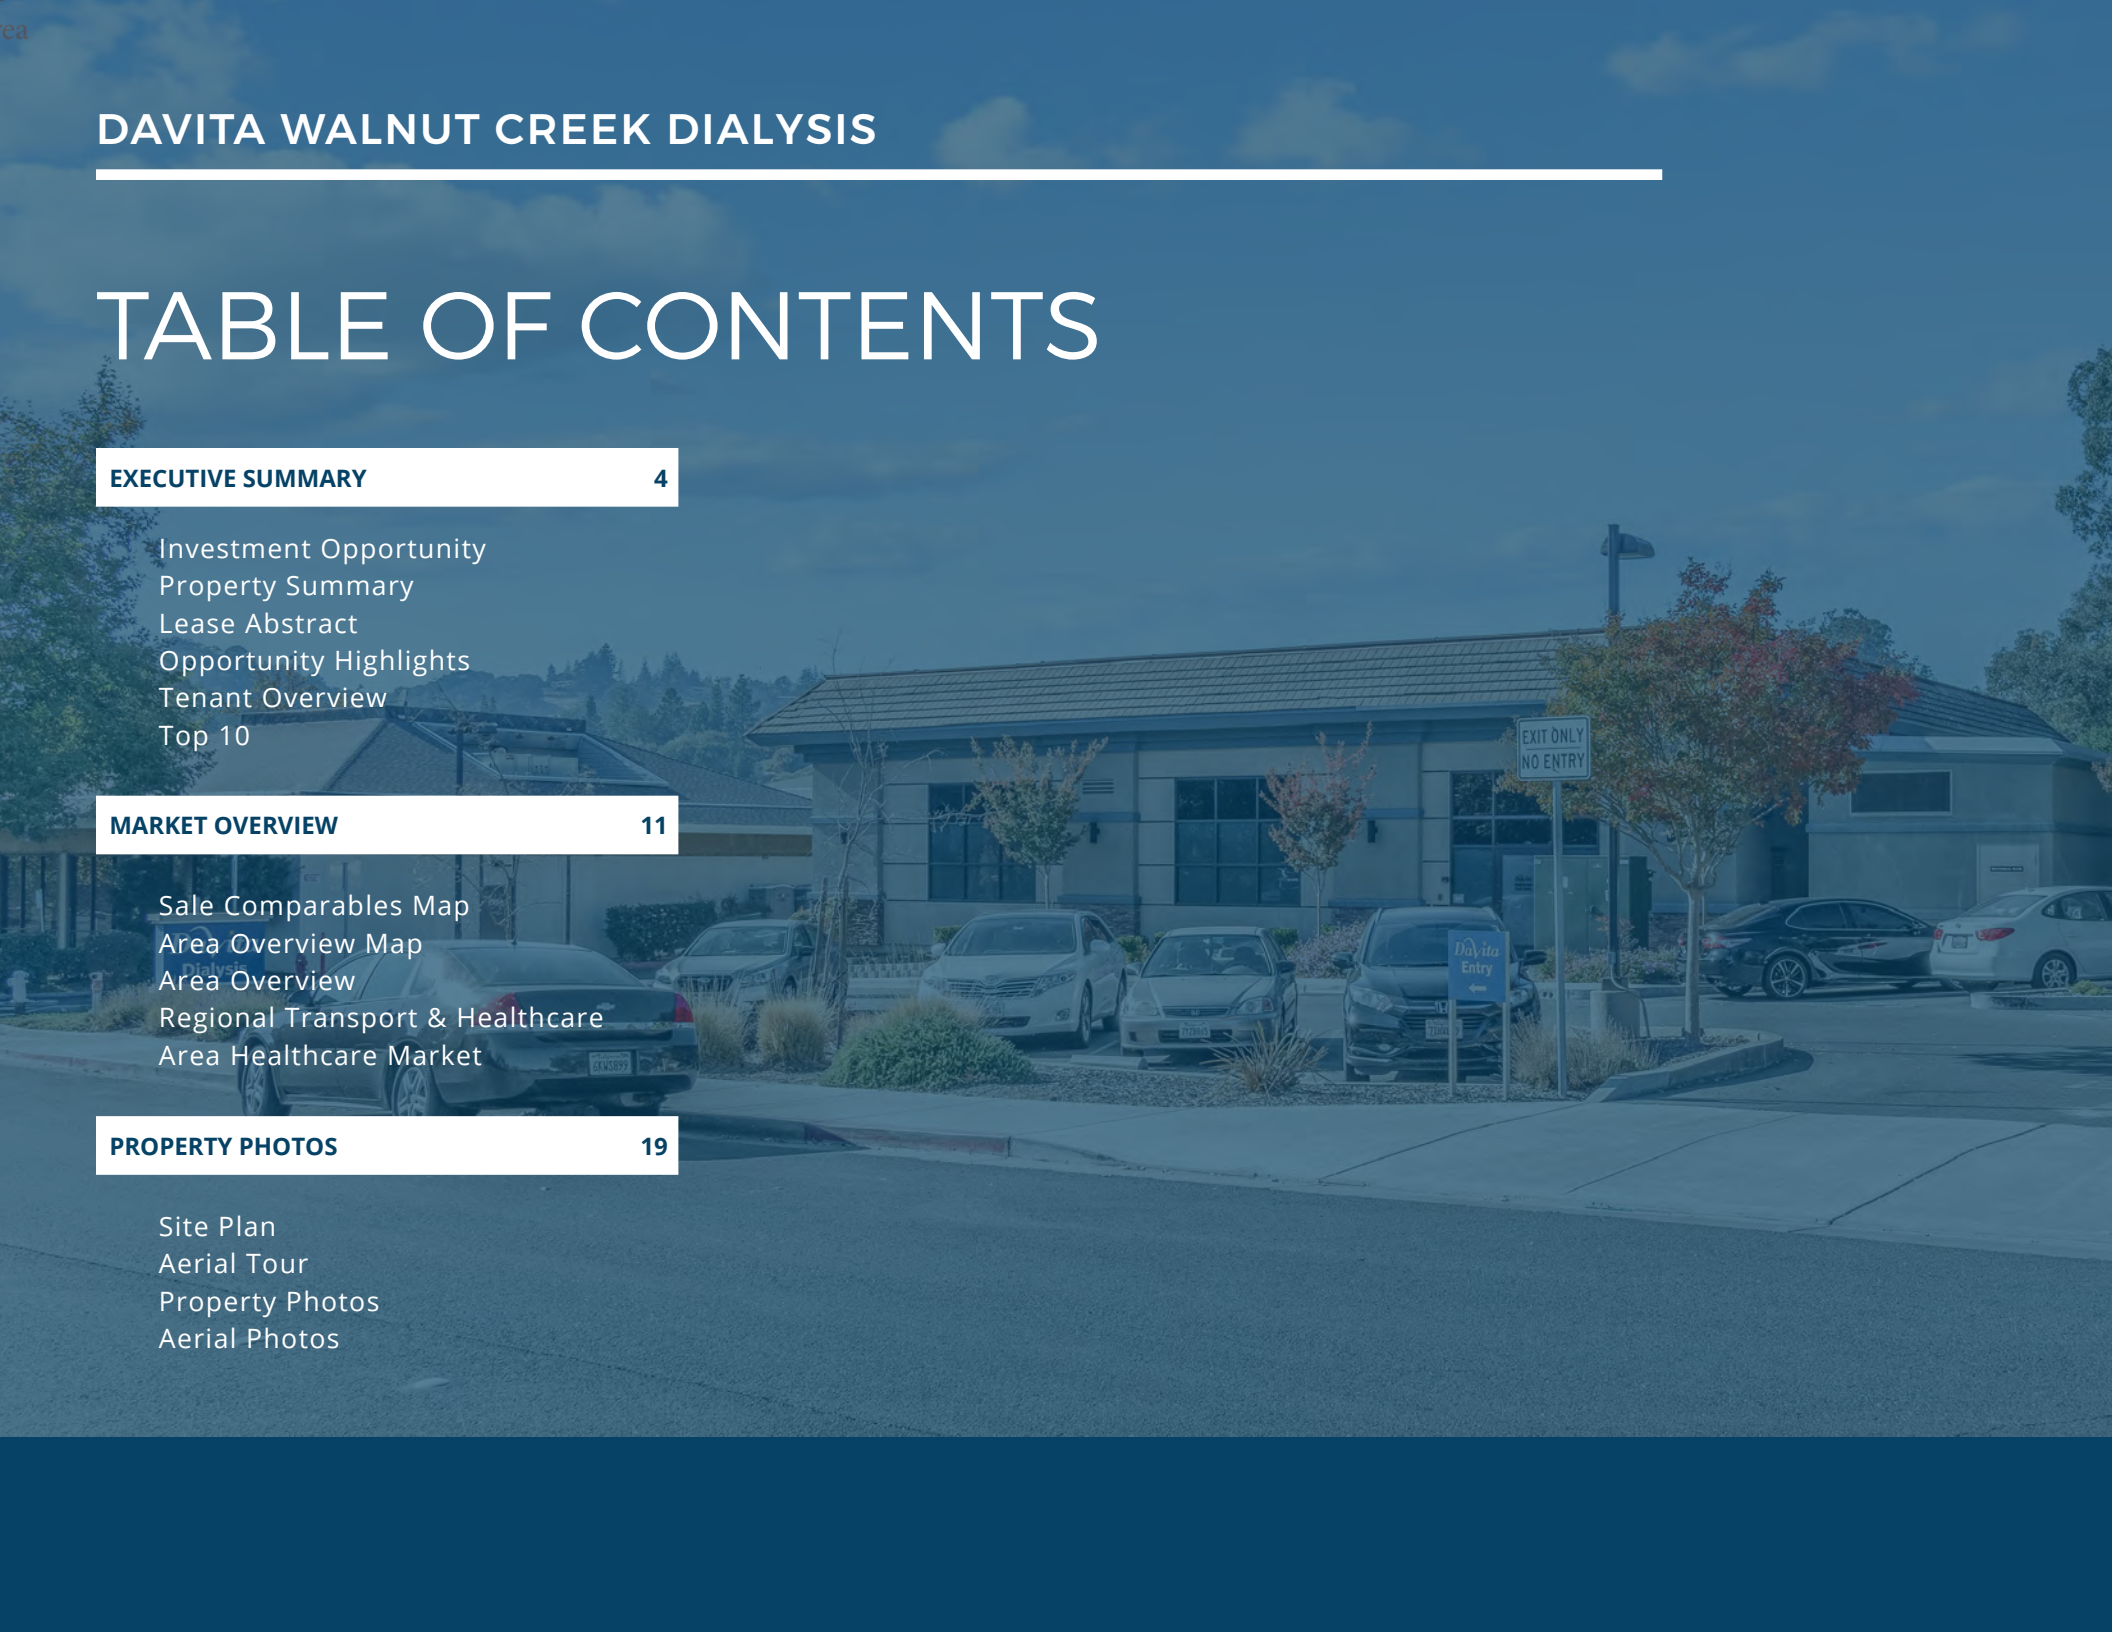 DAVITA WALNUT CREEK DIALYSIS
TABLE OF CONTENTS
EXECUTIVE SUMMARY 4
Investment Opportunity
Property Summary
Lease Abstract
Opportunity Highlights
Tenant Overview
Top 10
MARKET OVERVIEW 11
Sale Comparables Map
Area Overview Map
Area Overview
Regional Transport & Healthcare
Area Healthcare Market
PROPERTY PHOTOS 19
Site Plan
Aerial Tour
Property Photos
Aerial Photos
EXIT ONLY
NO ENTRY
DaVita
Entry
DaVita
Dialysis